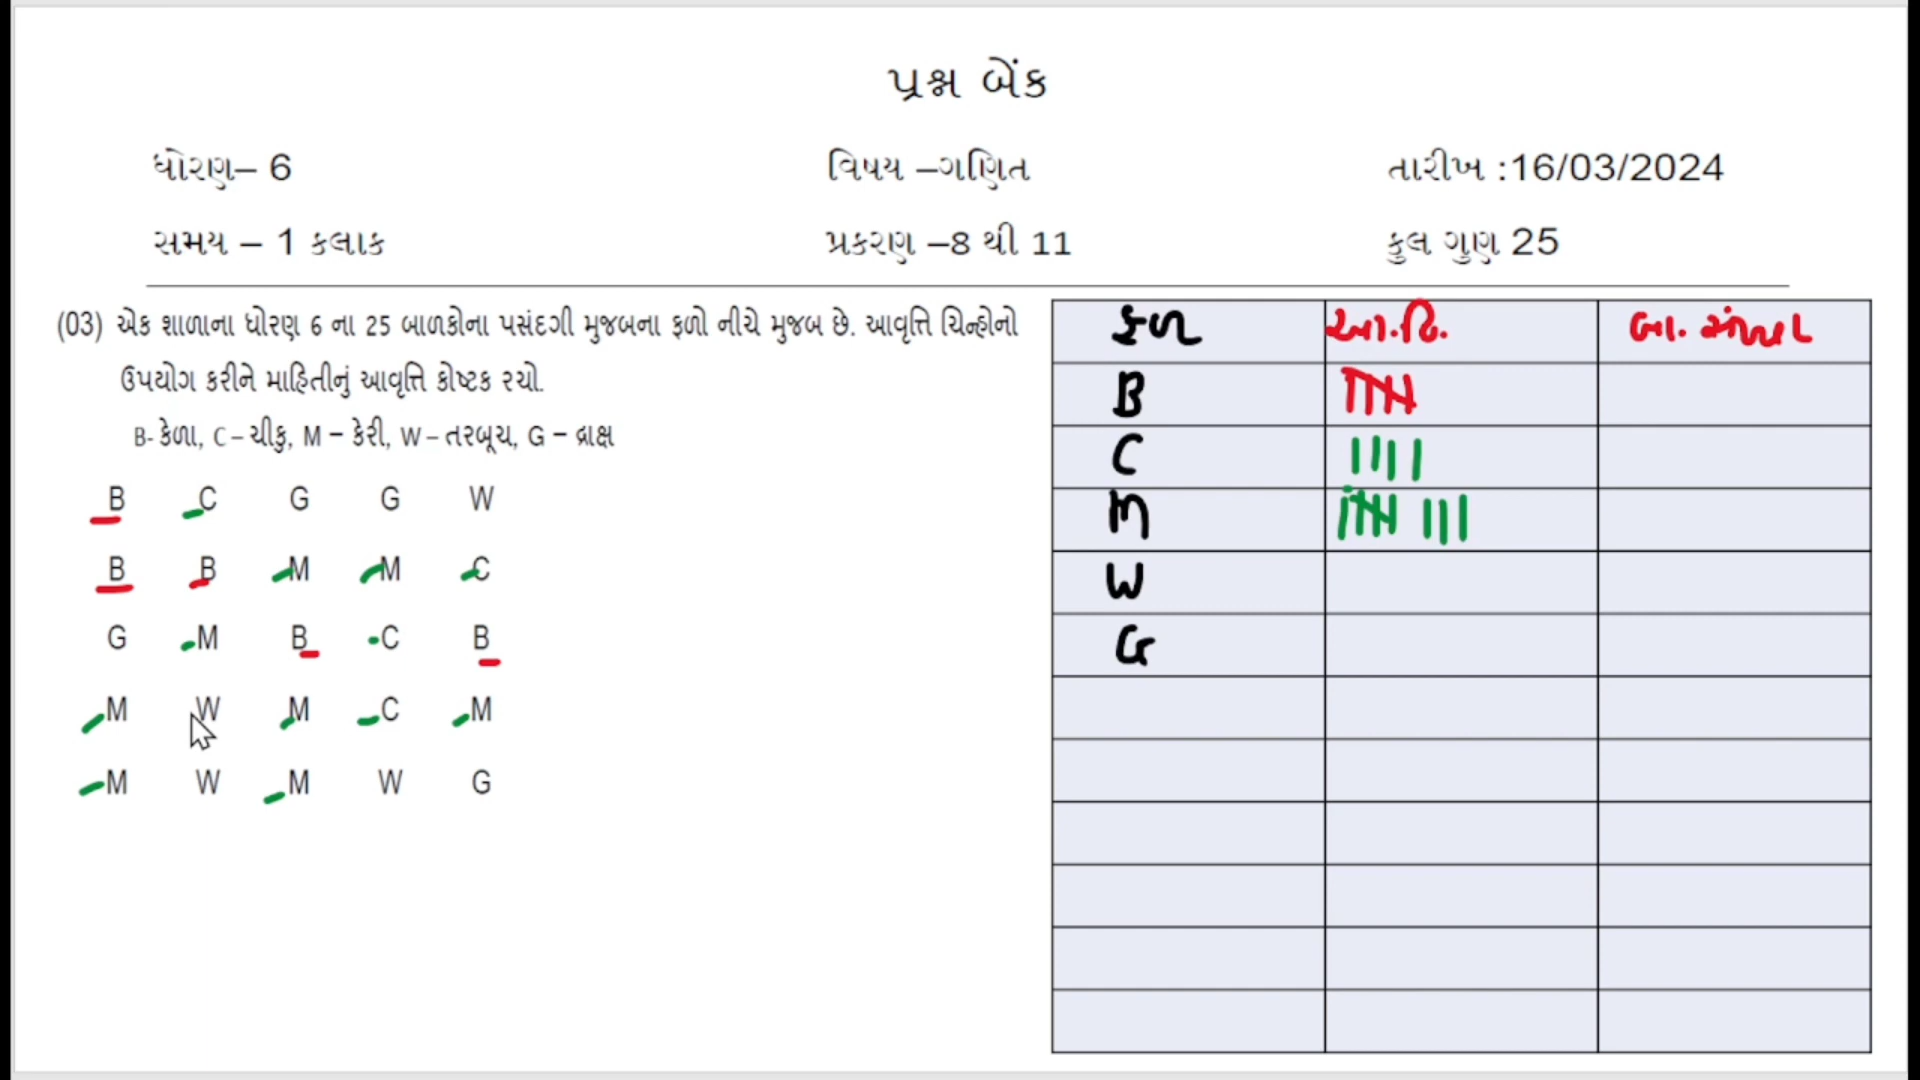 પ્રશ્ન બેંક
ધોરણ– 6 વિષય –ગણિત તારીખ :16/03/2024
સમય – 1 કલાક પ્રકરણ –8 થી 11 કુલ ગુણ 25
(03) એક શાળાના ધોરણ 6 ના 25 બાળકોના પસંદગી મુજબના ફળો નીચે મુજબ છે. આવૃત્તિ ચિન્હોનો
ઉપયોગ કરીને માહિતીનું આવૃત્તિ કોષ્ટક રચો.
B- કેળા, C – ચીકુ, M – કેરી, W – તરબૂચ, G – દ્રાક્ષ
B C G G W
B B M M C
G M B C B
M W M C M
M W M W G
ફળ આ.ચિ. બા. સંખ્યા
B
C
M
W
G